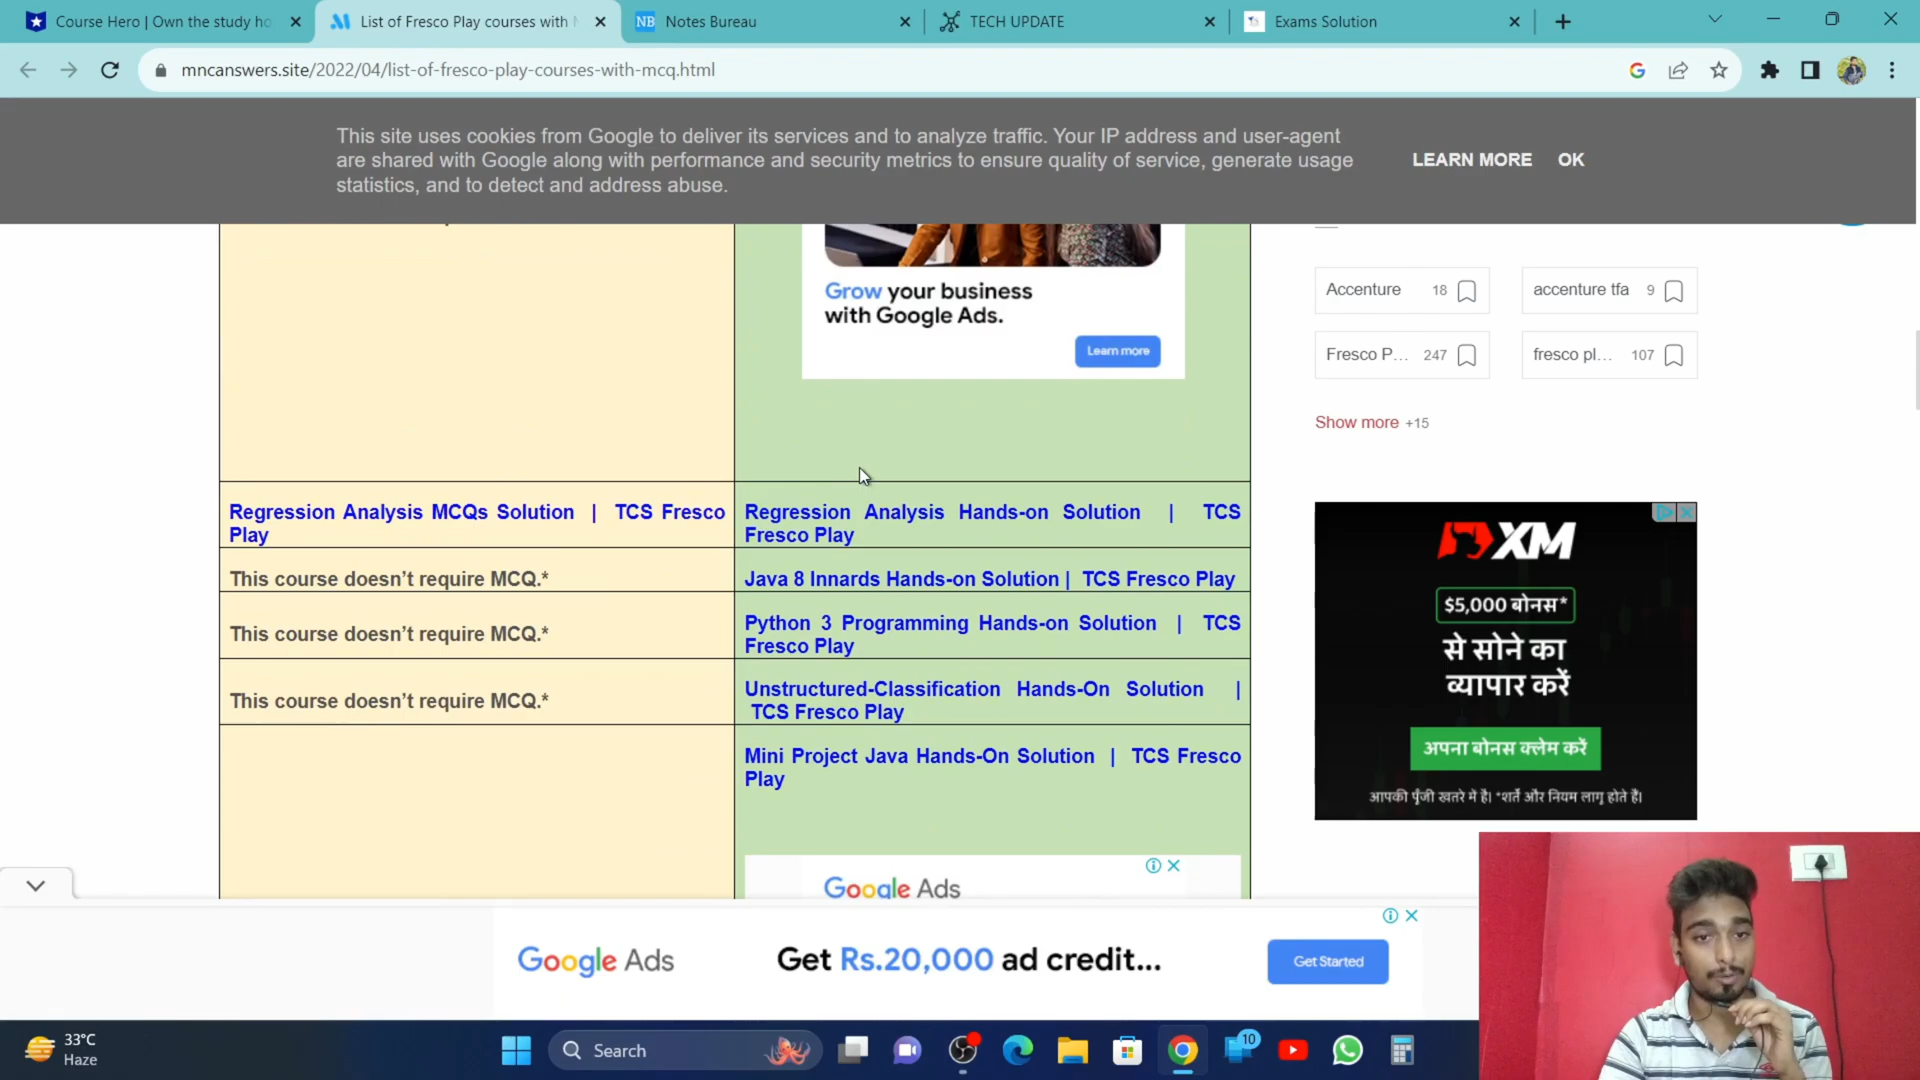 Course Hero | Own the study ho
List of Fresco Play courses with M
NB
Notes Bureau
TECH UPDATE
Exams Solution
mncanswers.site/2022/04/list-of-fresco-play-courses-with-mcq.html
This site uses cookies from Google to deliver its services and to analyze traffic. Your IP address and user-agent
are shared with Google along with performance and security metrics to ensure quality of service, generate usage
statistics, and to detect and address abuse.
LEARN MORE
OK
Grow your business
with Google Ads.
Learn more
Accenture 18
accenture tfa 9
Fresco P... 247
fresco pl... 107
Show more +15
Regression Analysis MCQs Solution | TCS Fresco
Play
Regression Analysis Hands-on Solution | TCS
Fresco Play
This course doesn’t require MCQ.*
Java 8 Innards Hands-on Solution | TCS Fresco Play
This course doesn’t require MCQ.*
Python 3 Programming Hands-on Solution | TCS
Fresco Play
This course doesn’t require MCQ.*
Unstructured-Classification Hands-On Solution |
TCS Fresco Play
Mini Project Java Hands-On Solution | TCS Fresco
Play
XM
$5,000 बोनस*
से सोने का
व्यापार करें
अपना बोनस क्लेम करें
आपकी पूँजी खतरे में है। *शर्तें और नियम लागू होते हैं।
Google Ads
Google Ads
Get Rs.20,000 ad credit...
Get Started
33°C
Haze
Search
10